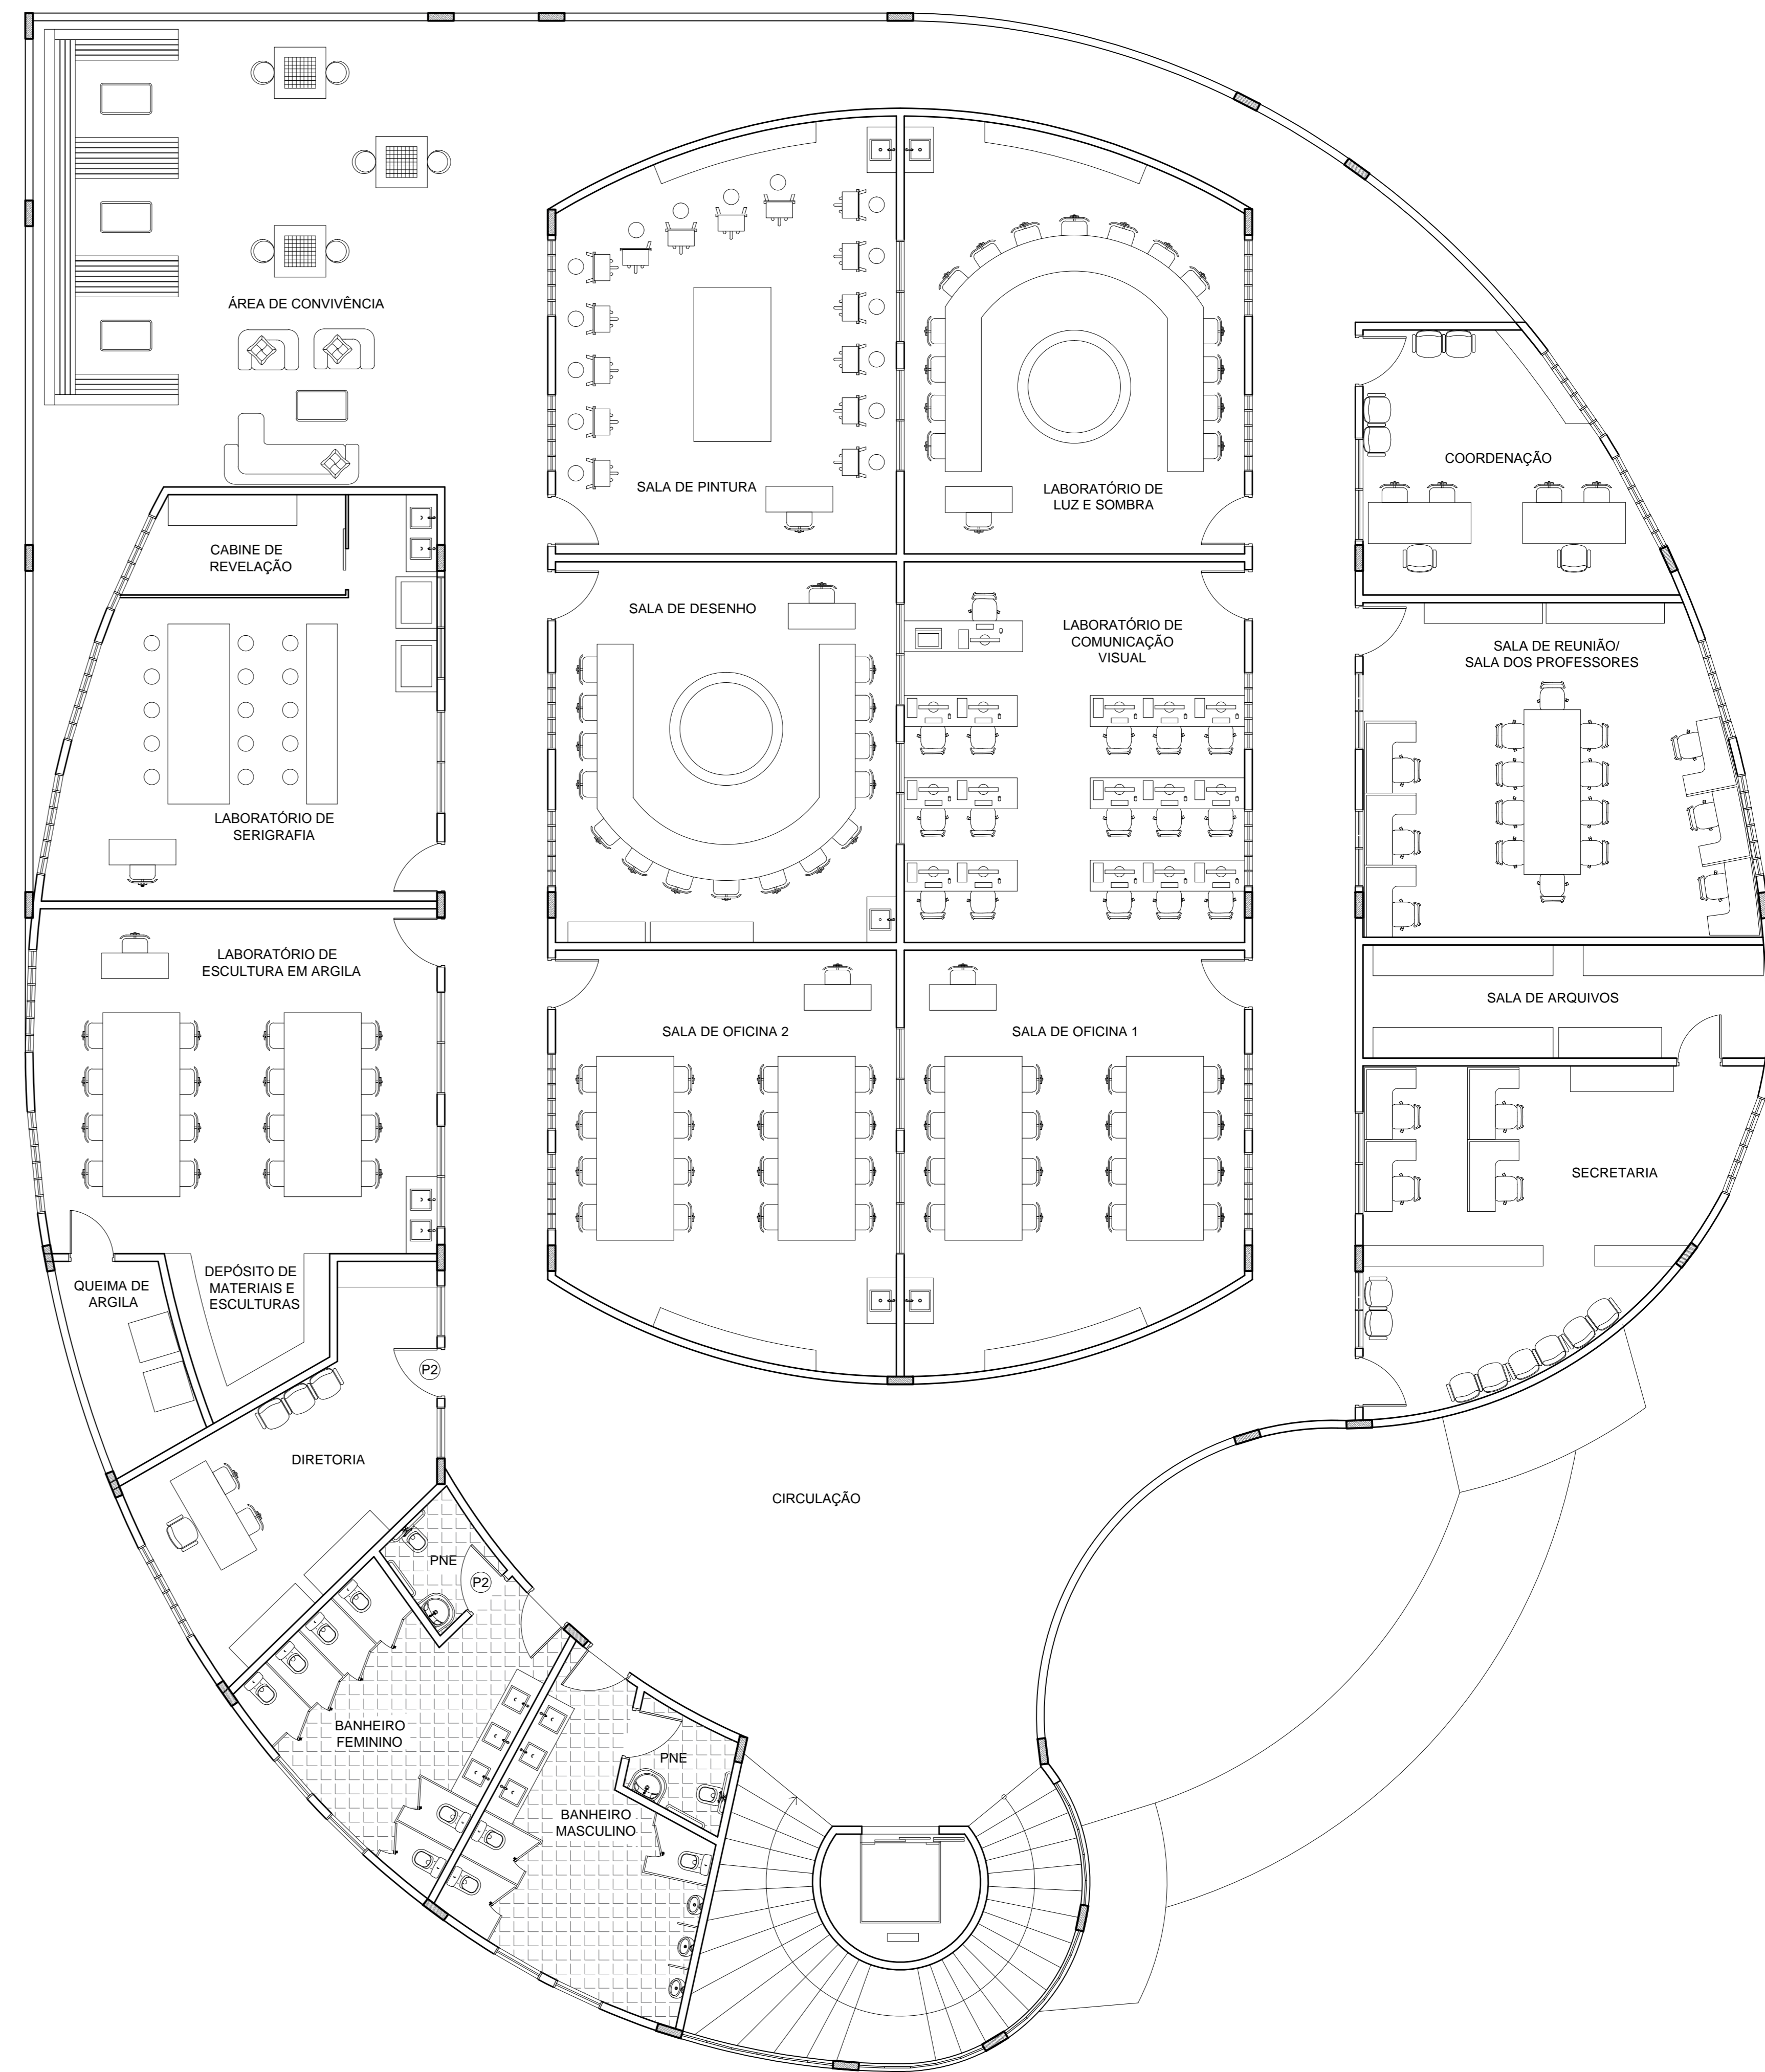 ÁREA DE CONVIVÊNCIA
SALA DE PINTURA
LABORATÓRIO DE
LUZ E SOMBRA
COORDENAÇÃO
CABINE DE
REVELAÇÃO
SALA DE DESENHO
LABORATÓRIO DE
COMUNICAÇÃO
VISUAL
SALA DE REUNIÃO/
SALA DOS PROFESSORES
LABORATÓRIO DE
SERIGRAFIA
LABORATÓRIO DE
ESCULTURA EM ARGILA
SALA DE OFICINA 2
SALA DE OFICINA 1
SALA DE ARQUIVOS
SECRETARIA
QUEIMA DE
ARGILA
DEPÓSITO DE
MATERIAIS E
ESCULTURAS
P2
DIRETORIA
CIRCULAÇÃO
PNE
P2
BANHEIRO
FEMININO
PNE
BANHEIRO
MASCULINO